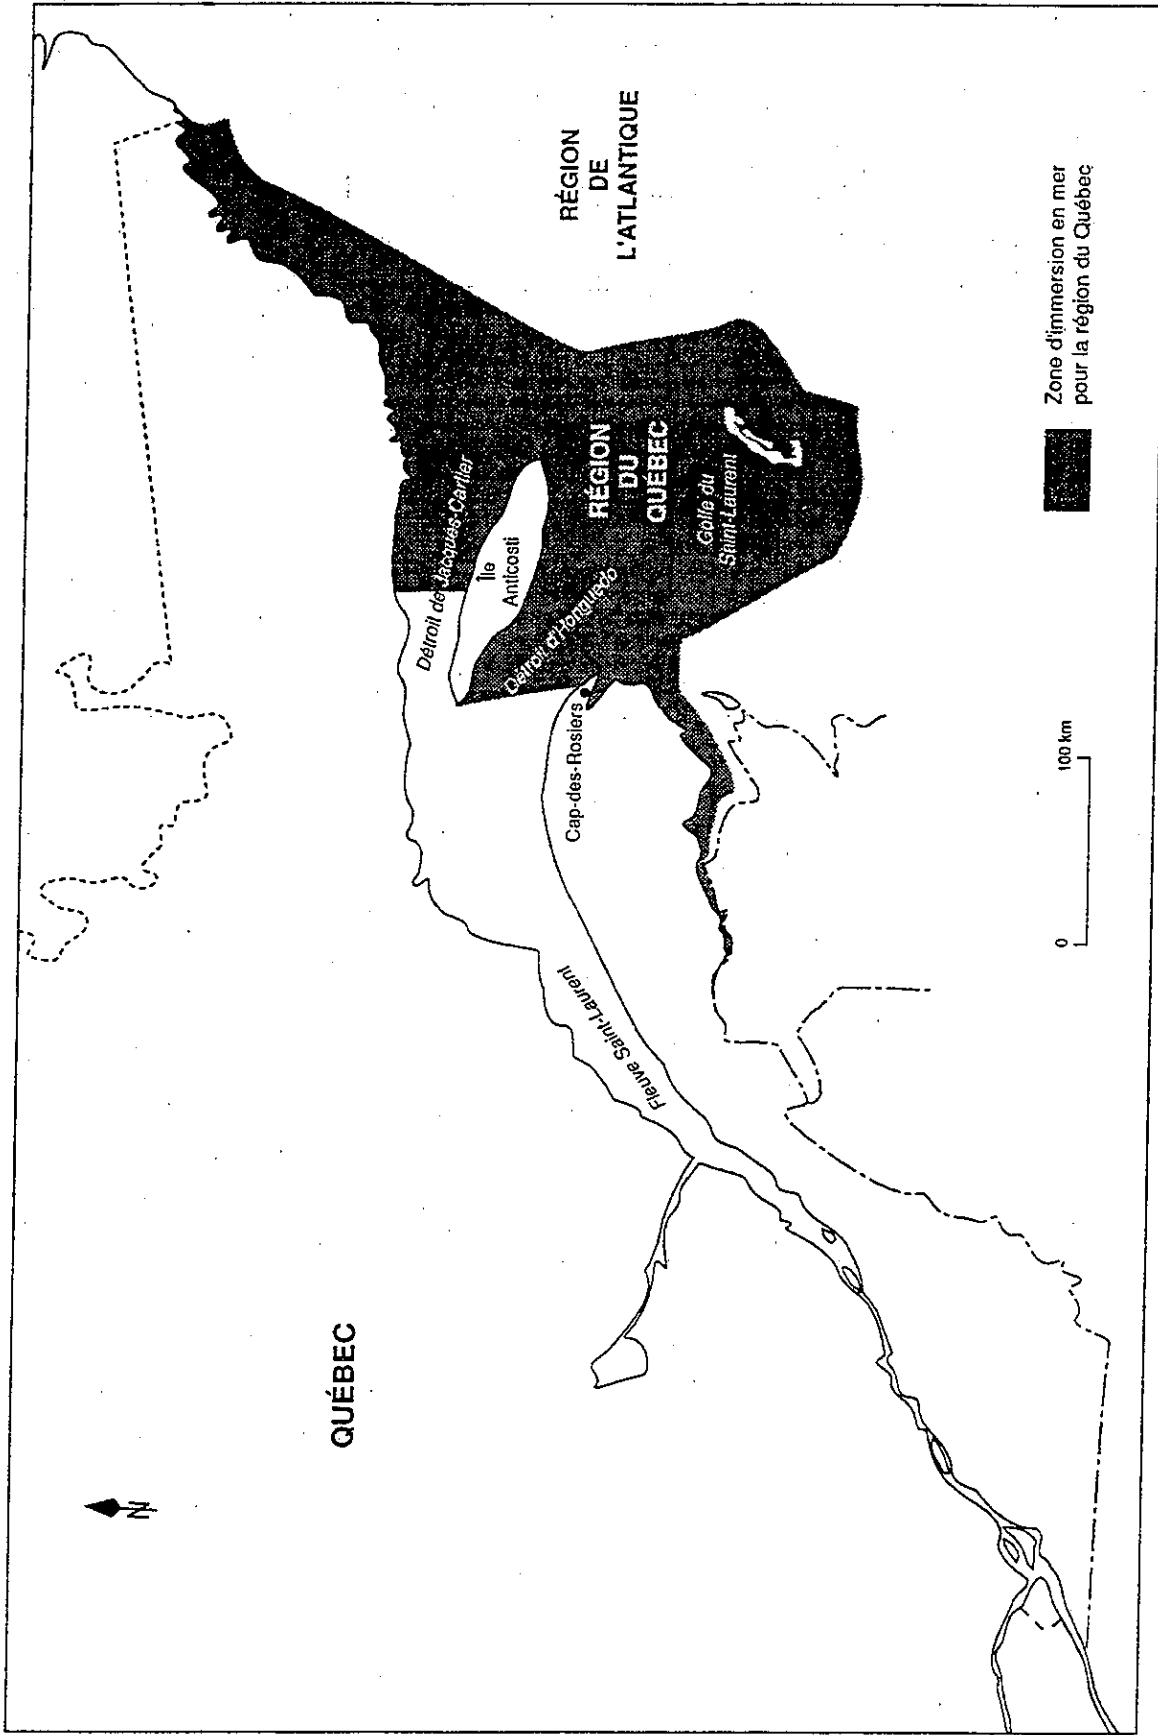 N
QUÉBEC
Détroit de Jacques-Cartier
Île
Anticosti
Détroit d'Honguedo
Cap-des-Rosiers
Fleuve Saint-Laurent
RÉGION
DU
QUÉBEC
Golfe du
Saint-Laurent
RÉGION
DE
L'ATLANTIQUE
0
100 km
Zone d'immersion en mer
pour la région du Québec